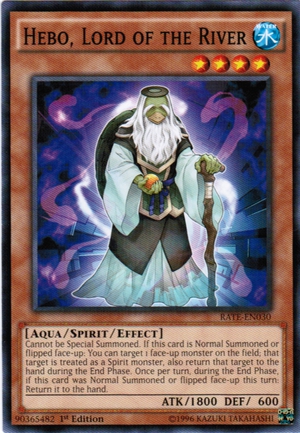 HEBO, LORD OF THE RIVER
水
RATE-EN030
[AQUA/SPIRIT/EFFECT]
Cannot be Special Summoned. If Summoned or
flipped face-up: You can target 1 face-up monster on the field; that
target is treated as a Spirit monster, also return that target to the
hand during the End Phase. Once per turn, during the End Phase,
if this card was Normal Summoned or flipped face-up this turn:
Return it to the hand.
ATK/1800 DEF/ 600
90365482 1st Edition ©1996 KAZUKI TAKAHASHI